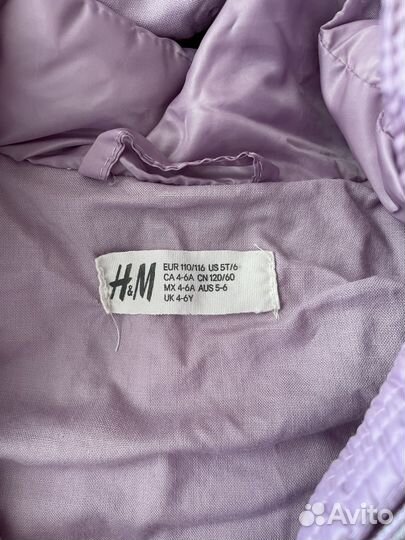 H&M
EUR 110/116 US 5T/6
CA 4-6A CN 120/60
MX 4-6A AUS 5-6
UK 4-6Y
Avito